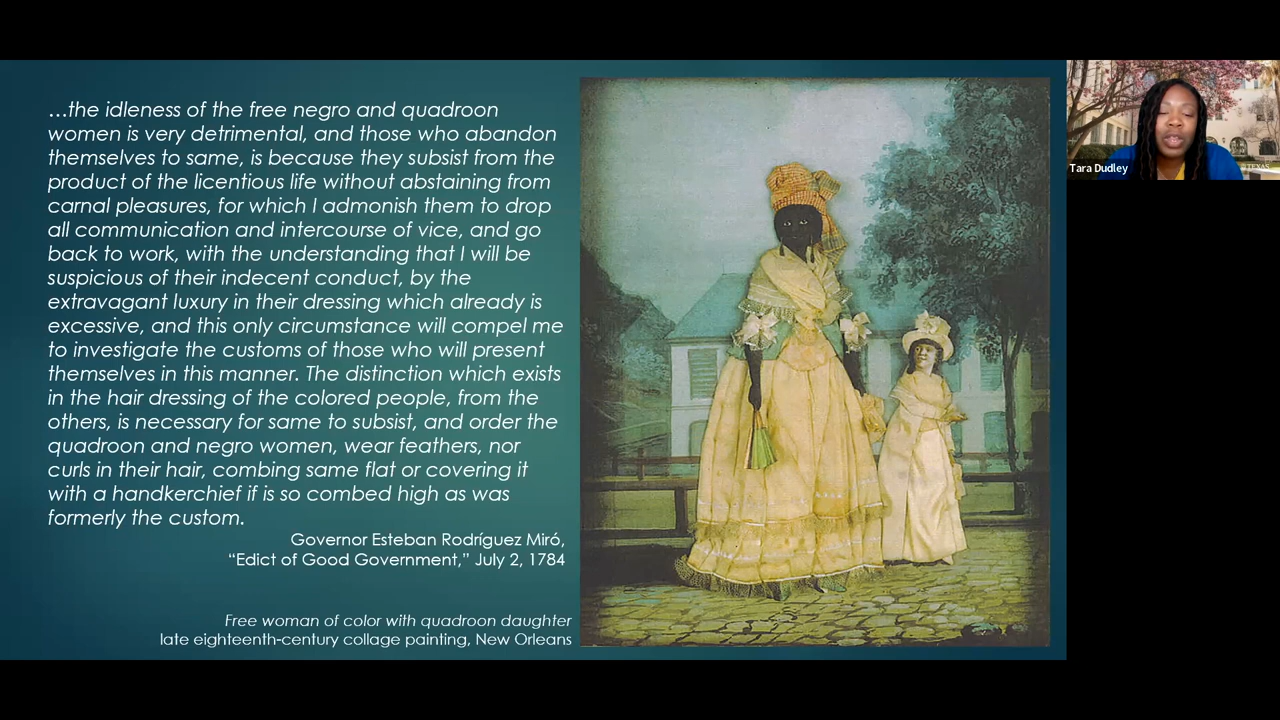 …the idleness of the free negro and quadroon
women is very detrimental, and those who abandon
themselves to same, is because they subsist from the
product of the licentious life without abstaining from
carnal pleasures, for which I admonish them to drop
all communication and intercourse of vice, and go
back to work, with the understanding that I will be
suspicious of their indecent conduct, by the
extravagant luxury in their dressing which already is
excessive, and this only circumstance will compel me
to investigate the customs of those who will present
themselves in this manner. The distinction which exists
in the hair dressing of the colored people, from the
others, is necessary for same to subsist, and order the
quadroon and negro women, wear feathers, nor
curls in their hair, combing same flat or covering it
with a handkerchief if is so combed high as was
formerly the custom.
Governor Esteban Rodríguez Miró,
“Edict of Good Government,” July 2, 1784
Free woman of color with quadroon daughter
late eighteenth-century collage painting, New Orleans
Tara Dudley
TEXAS